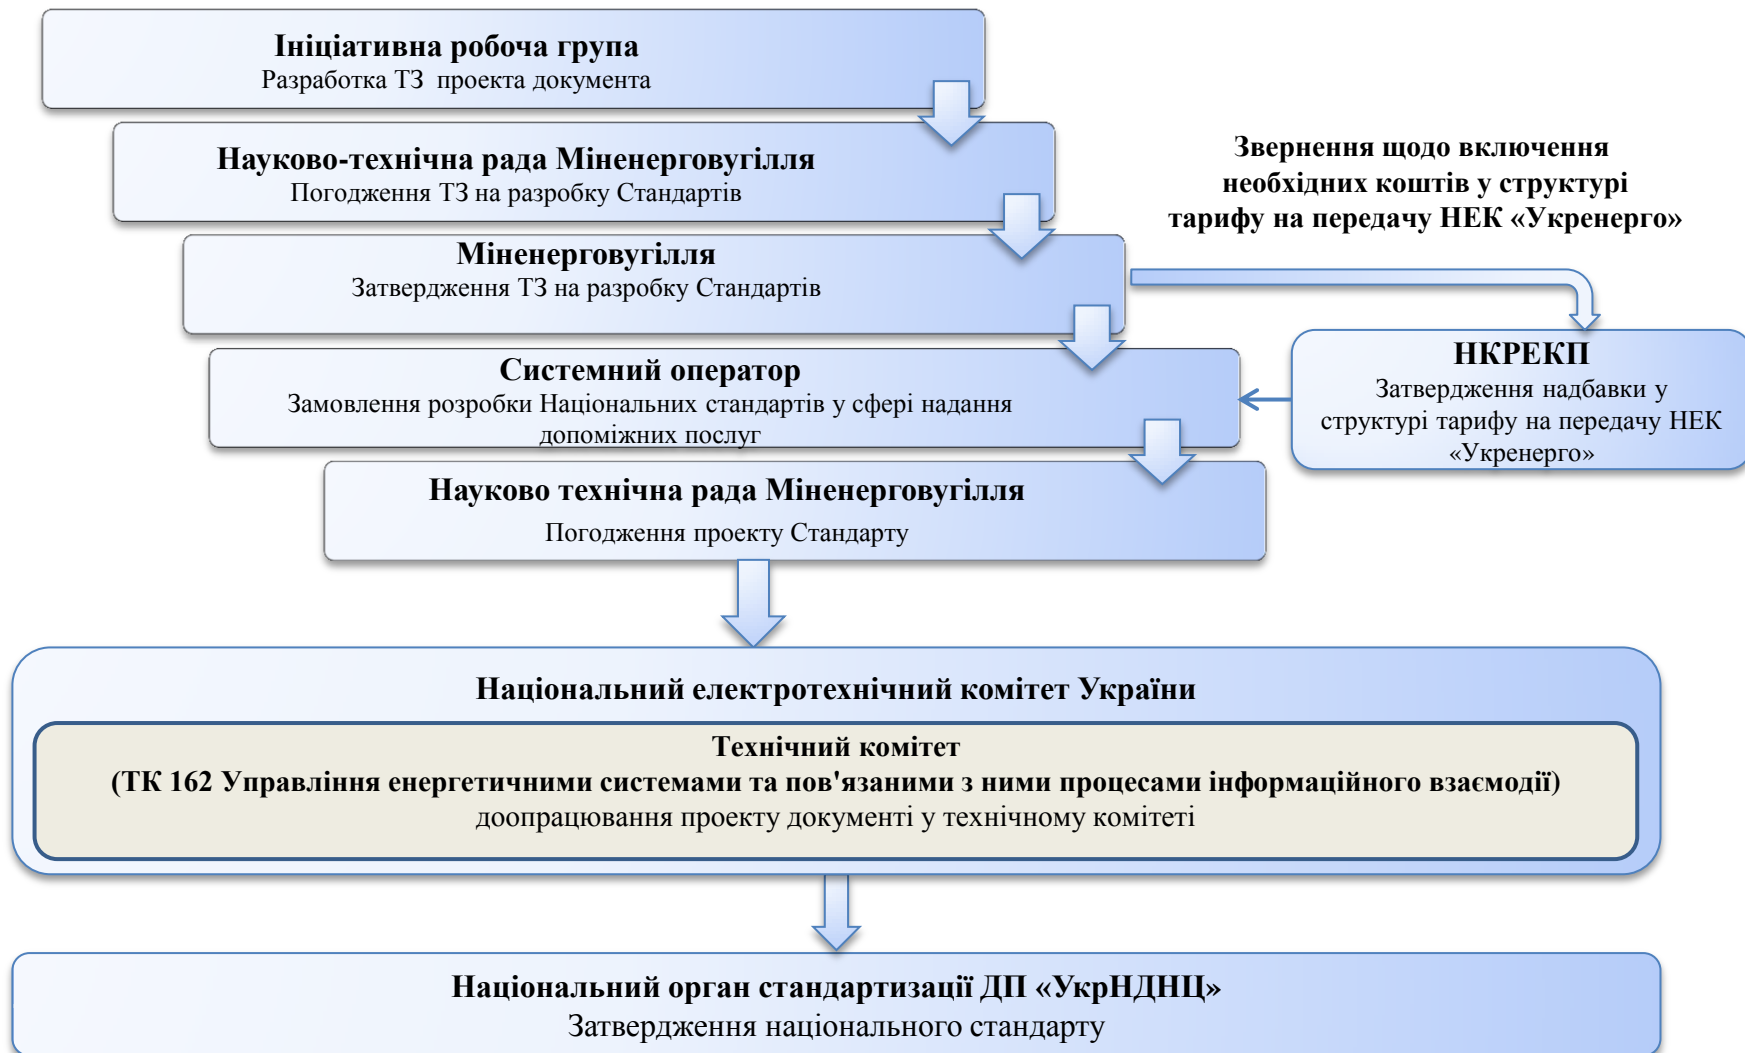 Ініціативна робоча група
Разработка ТЗ проекта документа
Науково-технічна рада Міненерговугілля
Погодження ТЗ на разробку Стандартів
Звернення щодо включення
необхідних коштів у структурі
тарифу на передачу НЕК «Укренерго»
Міненерговугілля
Затвердження ТЗ на разробку Стандартів
Системний оператор
Замовлення розробки Національних стандартів у сфері надання
допоміжних послуг
НКРЕКП
Затвердження надбавки у
структурі тарифу на передачу НЕК
«Укренерго»
Науково технічна рада Міненерговугілля
Погодження проекту Стандарту
Національний електротехнічний комітет України
Технічний комітет
(ТК 162 Управління енергетичними системами та пов'язаними з ними процесами інформаційного взаємодії)
доопрацювання проекту документі у технічному комітеті
Національний орган стандартизації ДП «УкрНДНЦ»
Затвердження національного стандарту